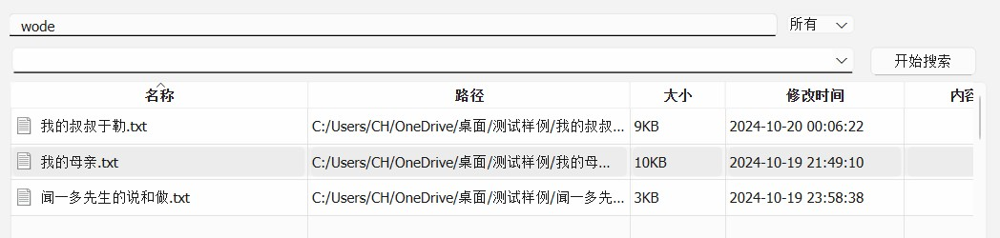 wode 所有
开始搜索
名称 路径 大小 修改时间 内容
我的叔叔于勒.txt C:/Users/CH/OneDrive/桌面/测试样例/我的叔叔... 9KB 2024-10-20 00:06:22
我的母亲.txt C:/Users/CH/OneDrive/桌面/测试样例/我的母... 10KB 2024-10-19 21:49:10
闻一多先生的说和做.txt C:/Users/CH/OneDrive/桌面/测试样例/闻一多先... 3KB 2024-10-19 23:58:38